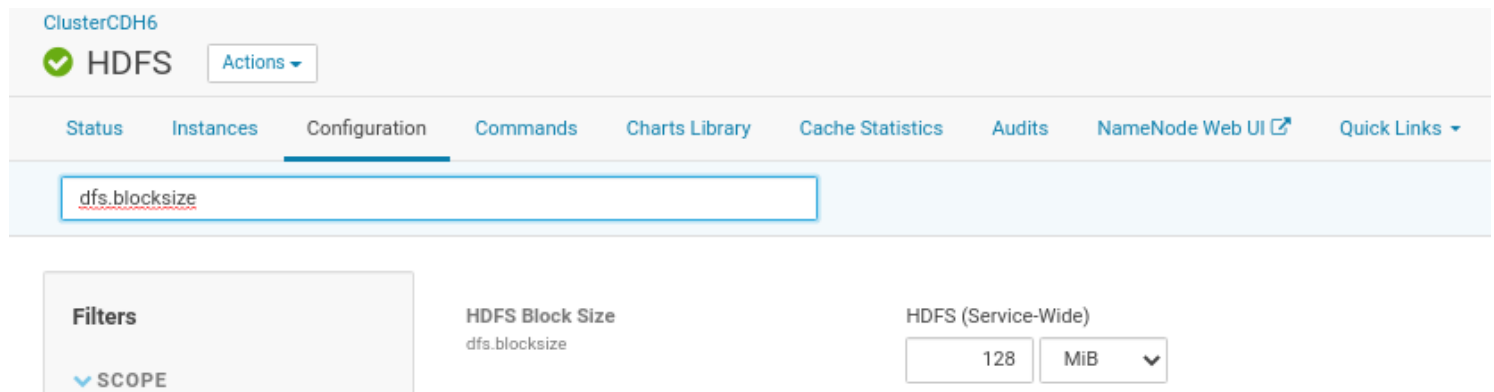 ClusterCDH6
HDFS Actions
Status Instances Configuration Commands Charts Library Cache Statistics Audits NameNode Web UI Quick Links
dfs.blocksize
Filters HDFS Block Size HDFS (Service-Wide)
dfs.blocksize 128 MiB
SCOPE